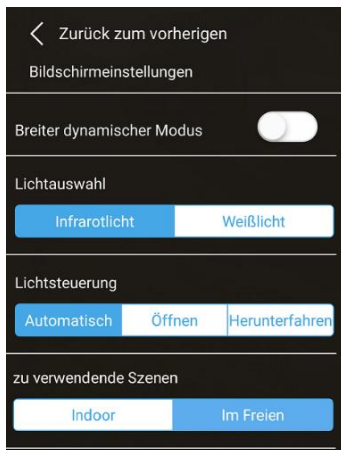 Zurück zum vorherigen
Bildschirmeinstellungen
Breiter dynamischer Modus
Lichtauswahl
Infrarotlicht Weißlicht
Lichtsteuerung
Automatisch Öffnen Herunterfahren
zu verwendende Szenen
Indoor Im Freien